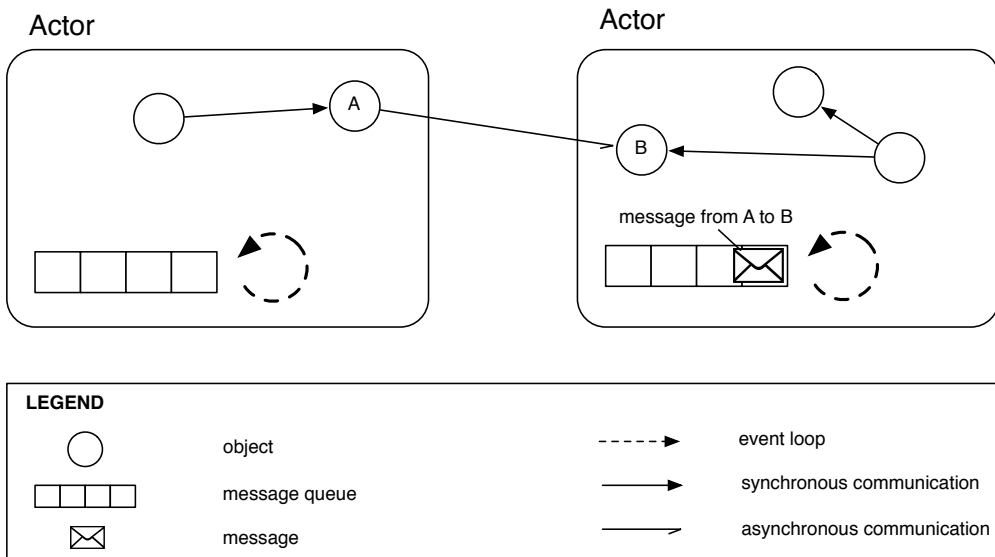 Actor
Actor
A
B
message from A to B
LEGEND
object
event loop
message queue
synchronous communication
message
asynchronous communication